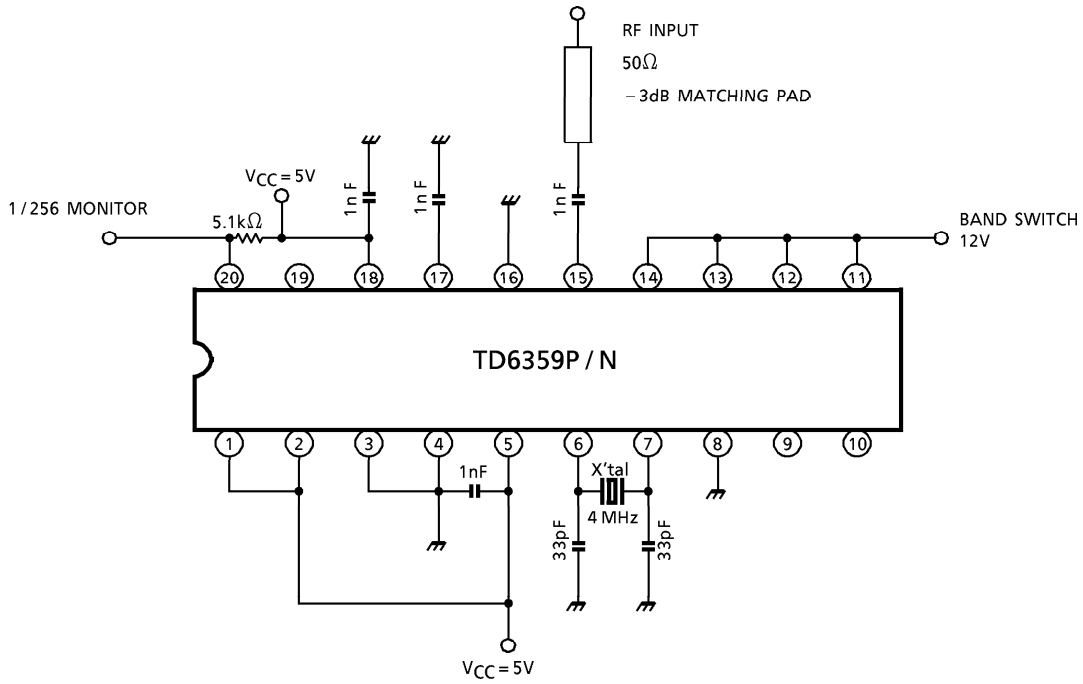 RF INPUT
50Ω
−3dB MATCHING PAD
VCC=5V
1nF
1nF
1nF
1/256 MONITOR
5.1kΩ
BAND SWITCH
12V
20 19 18 17 16 15 14 13 12 11
TD6359P/N
1 2 3 4 5 6 7 8 9 10
1nF
X'tal
4MHz
33pF
33pF
VCC=5V